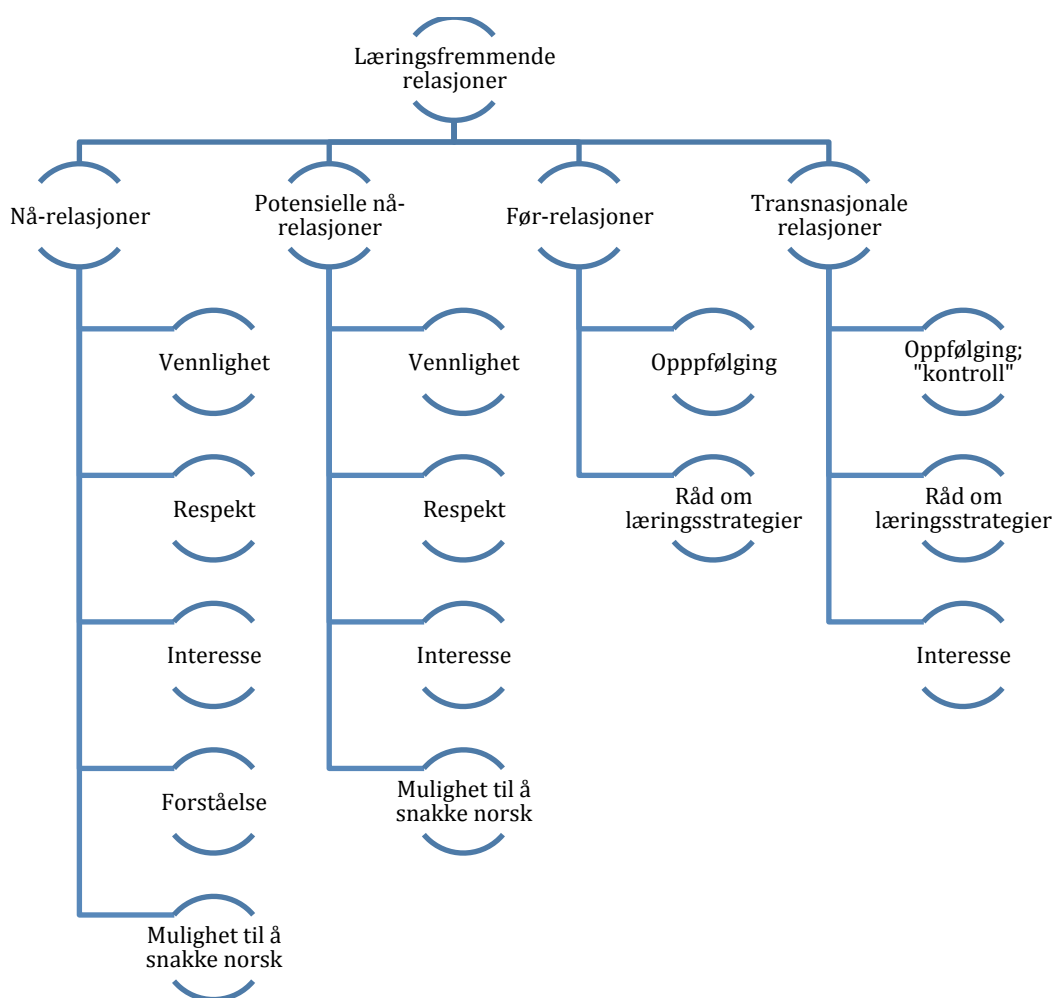 Læringsfremmende
relasjoner
Nå-relasjoner
Potensielle nå-
relasjoner
Før-relasjoner
Transnasjonale
relasjoner
Vennlighet
Respekt
Interesse
Forståelse
Mulighet til å
snakke norsk
Vennlighet
Respekt
Interesse
Mulighet til å
snakke norsk
Opppfølging
Råd om
læringsstrategier
Oppfølging;
"kontroll"
Råd om
læringsstrategier
Interesse